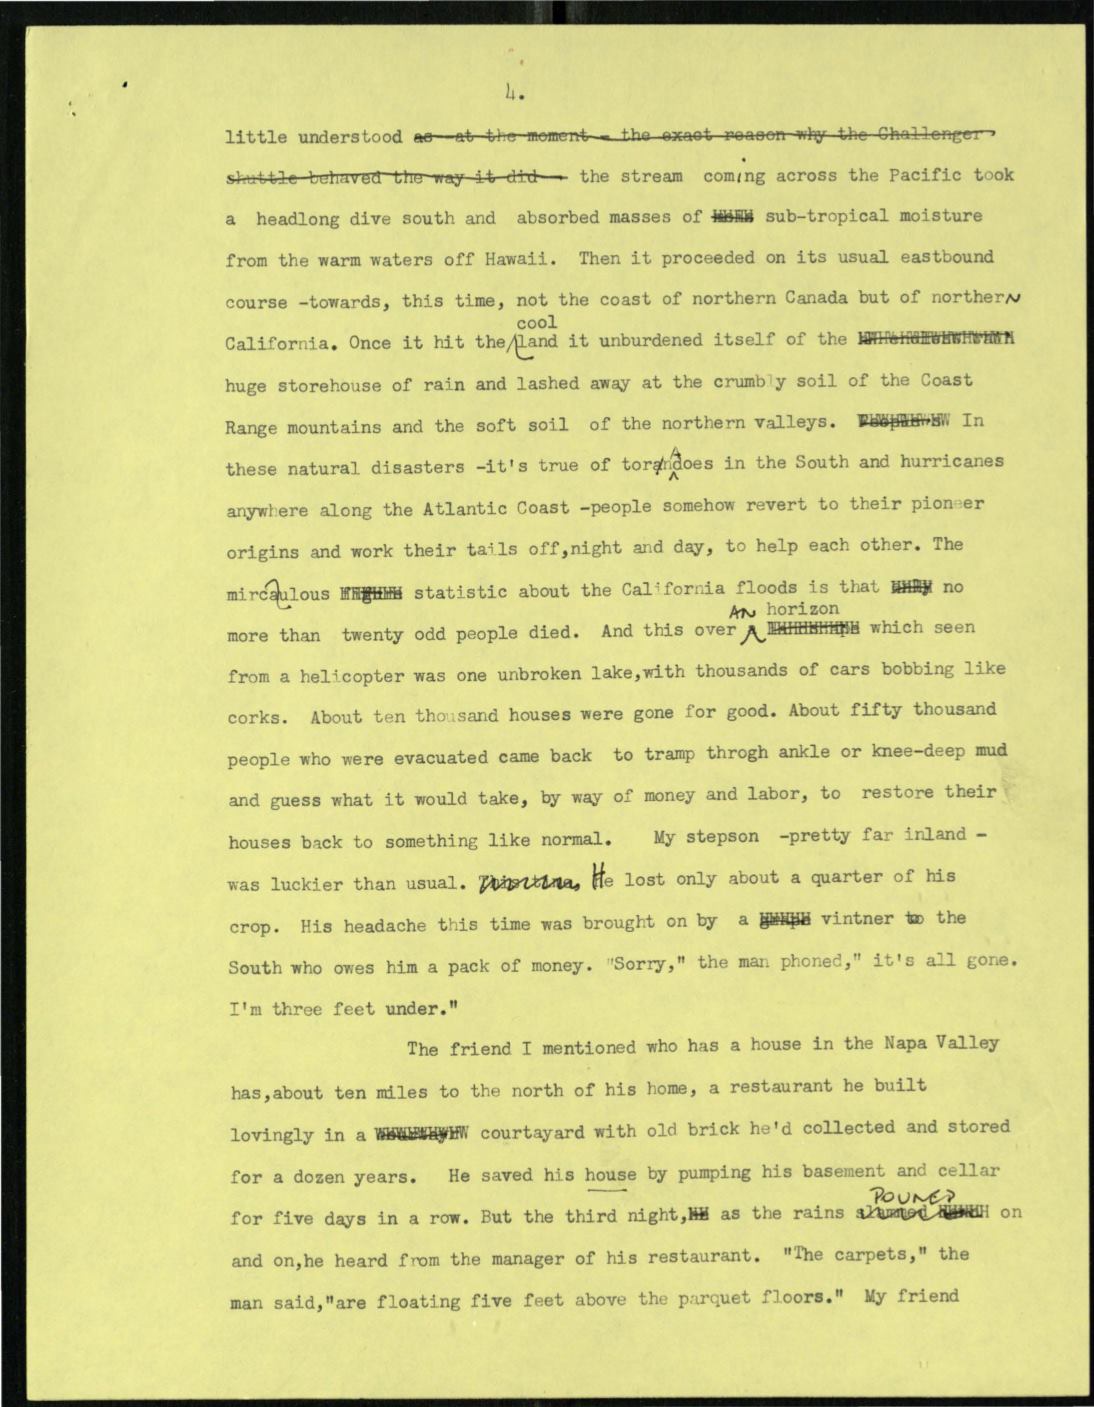 4.
little understood as -at the moment - the exact reason why the Challenger
shuttle behaved the way it did - the stream coming across the Pacific took
a headlong dive south and absorbed masses of sub-tropical moisture
from the warm waters off Hawaii. Then it proceeded on its usual eastbound
course -towards, this time, not the coast of northern Canada but of northern
cool
California. Once it hit the land it unburdened itself of the
huge storehouse of rain and lashed away at the crumbly soil of the Coast
Range mountains and the soft soil of the northern valleys. In
these natural disasters -it's true of torandoes in the South and hurricanes
anywhere along the Atlantic Coast -people somehow revert to their pioneer
origins and work their tails off,night and day, to help each other. The
mircaulous statistic about the California floods is that no
AN horizon
more than twenty odd people died. And this over which seen
from a helicopter was one unbroken lake,with thousands of cars bobbing like
corks. About ten thousand houses were gone for good. About fifty thousand
people who were evacuated came back to tramp throgh ankle or knee-deep mud
and guess what it would take, by way of money and labor, to restore their
houses back to something like normal. My stepson -pretty far inland -
was luckier than usual. He lost only about a quarter of his
crop. His headache this time was brought on by a vintner to the
South who owes him a pack of money. "Sorry," the man phoned," it's all gone.
I'm three feet under."
The friend I mentioned who has a house in the Napa Valley
has,about ten miles to the north of his home, a restaurant he built
lovingly in a courtayard with old brick he'd collected and stored
for a dozen years. He saved his house by pumping his basement and cellar
POURED
for five days in a row. But the third night, as the rains slammed on
and on,he heard from the manager of his restaurant. "The carpets," the
man said,"are floating five feet above the parquet floors." My friend